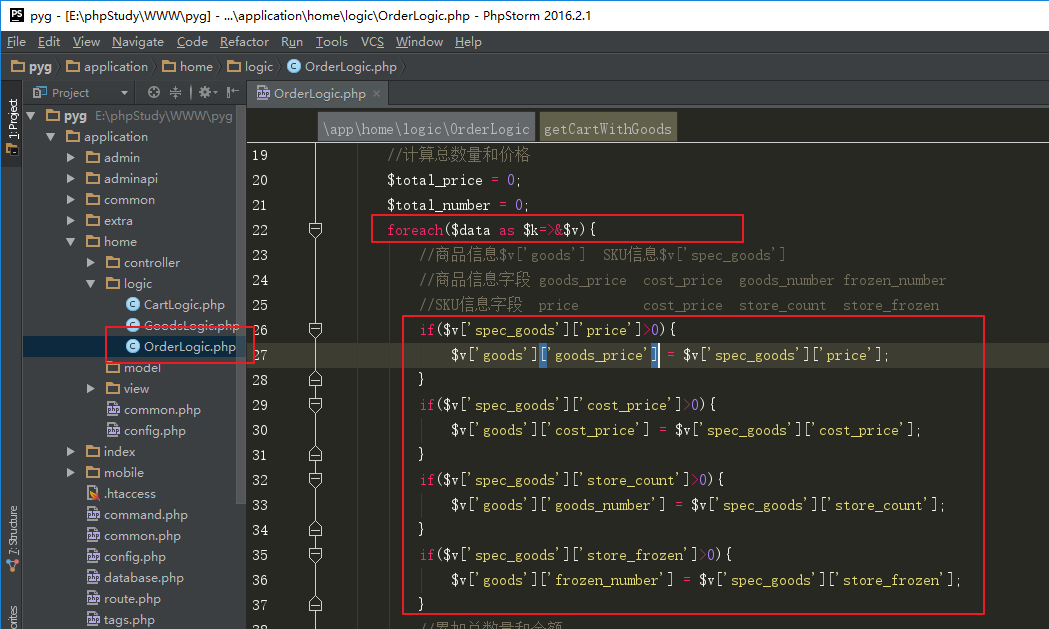 pyg - [E:\phpStudy\WWW\pyg] - ...\application\home\logic\OrderLogic.php - PhpStorm 2016.2.1
File Edit View Navigate Code Refactor Run Tools VCS Window Help
pyg application home logic OrderLogic.php
Project
OrderLogic.php
1: Project
7: Structure
pyg E:\phpStudy\WWW\pyg
application
admin
adminapi
common
extra
home
controller
logic
CartLogic.php
GoodsLogic.php
OrderLogic.php
model
view
common.php
config.php
index
mobile
.htaccess
command.php
common.php
config.php
database.php
route.php
tags.php
\app\home\logic\OrderLogic getCartWithGoods
19 //计算总数量和价格
20 $total_price = 0;
21 $total_number = 0;
22 foreach($data as $k=>&$v){
23 //商品信息$v['goods'] SKU信息$v['spec_goods']
24 //商品信息字段 goods_price cost_price goods_number frozen_number
25 //SKU信息字段 price cost_price store_count store_frozen
26 if($v['spec_goods']['price']>0){
27 $v['goods']['goods_price'] = $v['spec_goods']['price'];
28 }
29 if($v['spec_goods']['cost_price']>0){
30 $v['goods']['cost_price'] = $v['spec_goods']['cost_price'];
31 }
32 if($v['spec_goods']['store_count']>0){
33 $v['goods']['goods_number'] = $v['spec_goods']['store_count'];
34 }
35 if($v['spec_goods']['store_frozen']>0){
36 $v['goods']['frozen_number'] = $v['spec_goods']['store_frozen'];
37 }